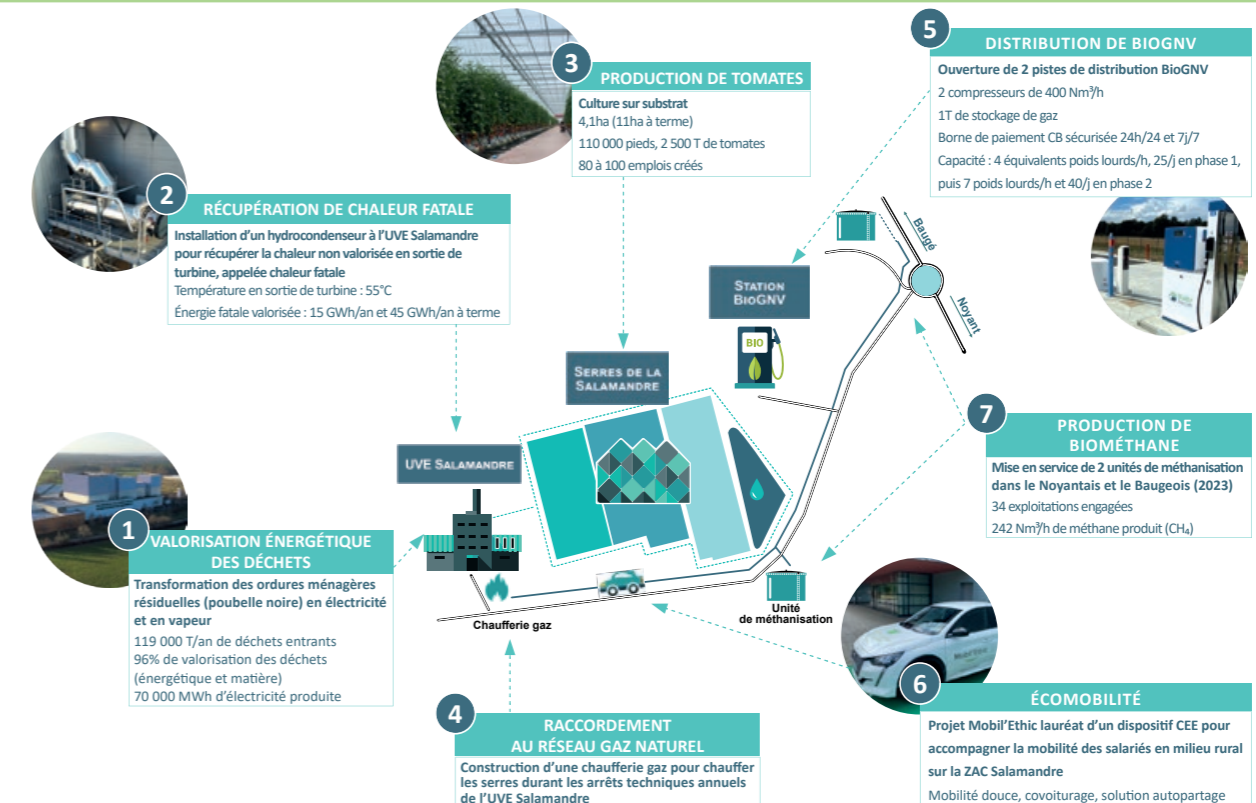 5
DISTRIBUTION DE BIOGNV
Ouverture de 2 pistes de distribution BioGNV
2 compresseurs de 400 Nm³/h
1T de stockage de gaz
Borne de paiement CB sécurisée 24h/24 et 7j/7
Capacité : 4 équivalents poids lourds/h, 25/j en phase 1,
puis 7 poids lourds/h et 40/j en phase 2
3
PRODUCTION DE TOMATES
Culture sur substrat
4,1ha (11ha à terme)
110 000 pieds, 2 500 T de tomates
80 à 100 emplois créés
2
RÉCUPÉRATION DE CHALEUR FATALE
Installation d'un hydrocondenseur à l'UVE Salamandre
pour récupérer la chaleur non valorisée en sortie de
turbine, appelée chaleur fatale
Température en sortie de turbine : 55°C
Énergie fatale valorisée : 15 GWh/an et 45 GWh/an à terme
Baugé
Noyant
STATION
BIOGNV
BIO
SERRES DE LA
SALAMANDRE
UVE SALAMANDRE
7
PRODUCTION DE
BIOMÉTHANE
Mise en service de 2 unités de méthanisation
dans le Noyantais et le Baugeois (2023)
34 exploitations engagées
242 Nm³/h de méthane produit (CH₄)
1
VALORISATION ÉNERGÉTIQUE
DES DÉCHETS
Transformation des ordures ménagères
résiduelles (poubelle noire) en électricité
et en vapeur
119 000 T/an de déchets entrants
96% de valorisation des déchets
(énergétique et matière)
70 000 MWh d'électricité produite
Chaufferie gaz
Unité
de méthanisation
Mobil'Ethic
4
RACCORDEMENT
AU RÉSEAU GAZ NATUREL
Construction d'une chaufferie gaz pour chauffer
les serres durant les arrêts techniques annuels
de l'UVE Salamandre
6
ÉCOMOBILITÉ
Projet Mobil'Ethic lauréat d'un dispositif CEE pour
accompagner la mobilité des salariés en milieu rural
sur la ZAC Salamandre
Mobilité douce, covoiturage, solution autopartage